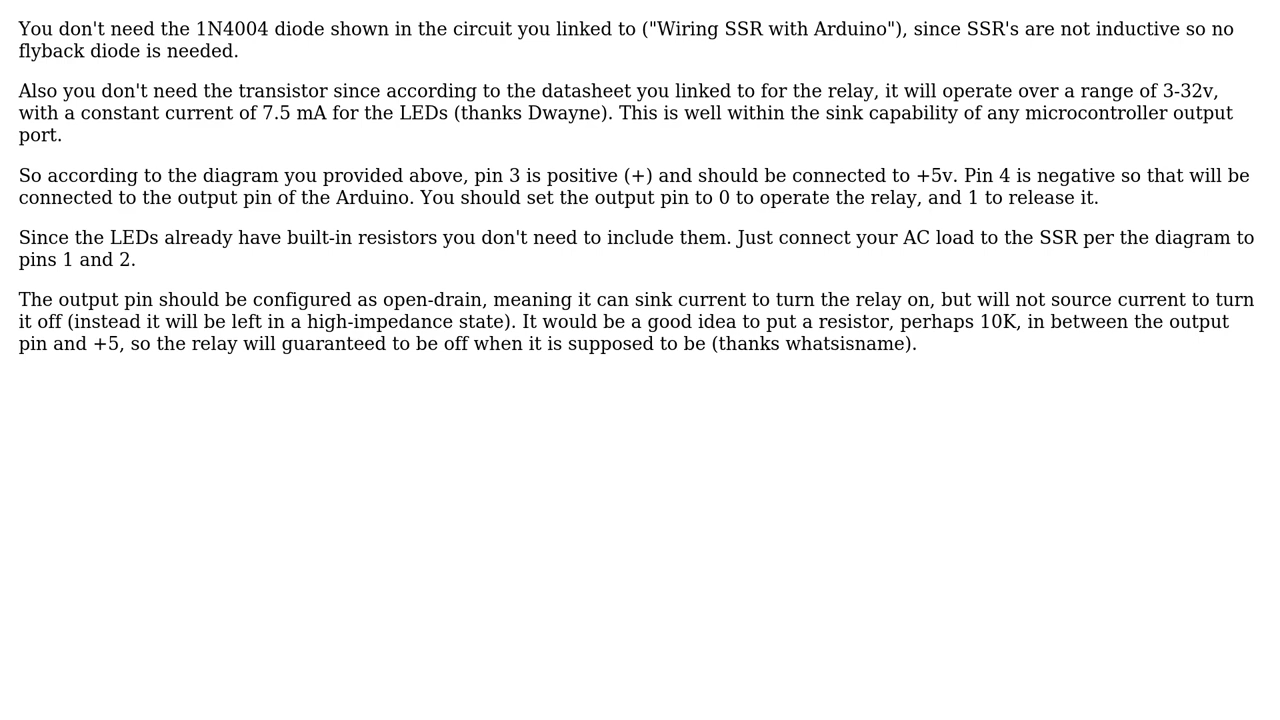 You don't need the 1N4004 diode shown in the circuit you linked to ("Wiring SSR with Arduino"), since SSR's are not inductive so no
flyback diode is needed.
Also you don't need the transistor since according to the datasheet you linked to for the relay, it will operate over a range of 3-32v,
with a constant current of 7.5 mA for the LEDs (thanks Dwayne). This is well within the sink capability of any microcontroller output
port.
So according to the diagram you provided above, pin 3 is positive (+) and should be connected to +5v. Pin 4 is negative so that will be
connected to the output pin of the Arduino. You should set the output pin to 0 to operate the relay, and 1 to release it.
Since the LEDs already have built-in resistors you don't need to include them. Just connect your AC load to the SSR per the diagram to
pins 1 and 2.
The output pin should be configured as open-drain, meaning it can sink current to turn the relay on, but will not source current to turn
it off (instead it will be left in a high-impedance state). It would be a good idea to put a resistor, perhaps 10K, in between the output
pin and +5, so the relay will guaranteed to be off when it is supposed to be (thanks whatsisname).